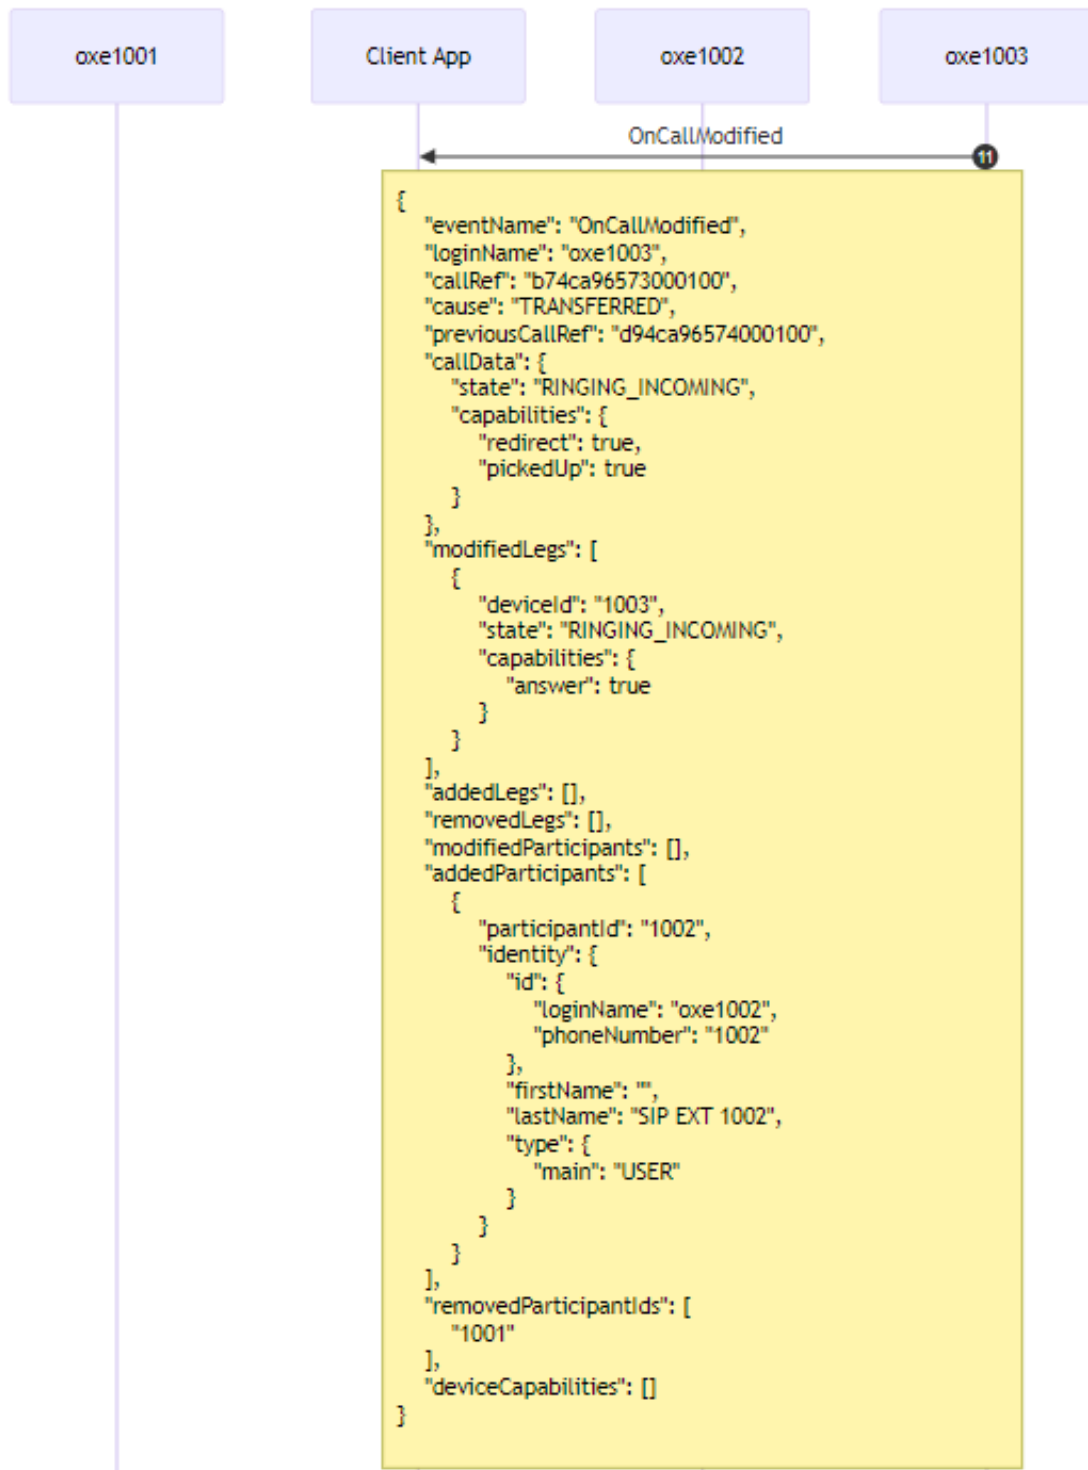 oxe1001
Client App
oxe1002
oxe1003
OnCallModified
11
{
"eventName": "OnCallModified",
"loginName": "oxe1003",
"callRef": "b74ca96573000100",
"cause": "TRANSFERRED",
"previousCallRef": "d94ca96574000100",
"callData": {
"state": "RINGING_INCOMING",
"capabilities": {
"redirect": true,
"pickedUp": true
}
},
"modifiedLegs": [
{
"deviceId": "1003",
"state": "RINGING_INCOMING",
"capabilities": {
"answer": true
}
}
],
"addedLegs": [],
"removedLegs": [],
"modifiedParticipants": [],
"addedParticipants": [
{
"participantId": "1002",
"identity": {
"id": {
"loginName": "oxe1002",
"phoneNumber": "1002"
},
"firstName": "",
"lastName": "SIP EXT 1002",
"type": {
"main": "USER"
}
}
}
],
"removedParticipantIds": [
"1001"
],
"deviceCapabilities": []
}